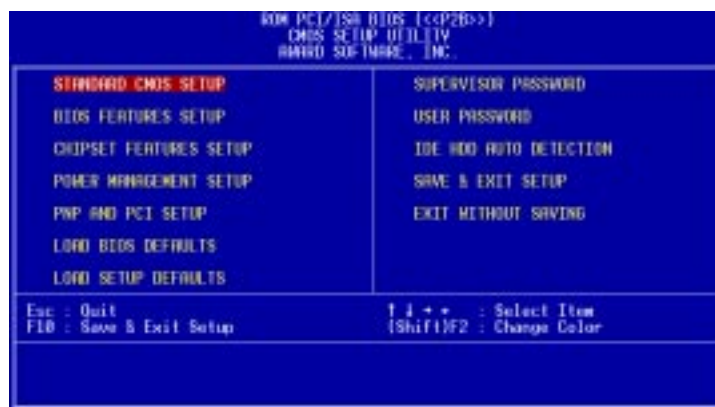 ROM PCI/ISA BIOS (<<P2B>>)
CMOS SETUP UTILITY
AWARD SOFTWARE, INC.
STANDARD CMOS SETUP
BIOS FEATURES SETUP
CHIPSET FEATURES SETUP
POWER MANAGEMENT SETUP
PNP AND PCI SETUP
LOAD BIOS DEFAULTS
LOAD SETUP DEFAULTS
SUPERVISOR PASSWORD
USER PASSWORD
IDE HDD AUTO DETECTION
SAVE & EXIT SETUP
EXIT WITHOUT SAVING
Esc : Quit
F10 : Save & Exit Setup
↑ ↓ → ← : Select Item
(Shift)F2 : Change Color